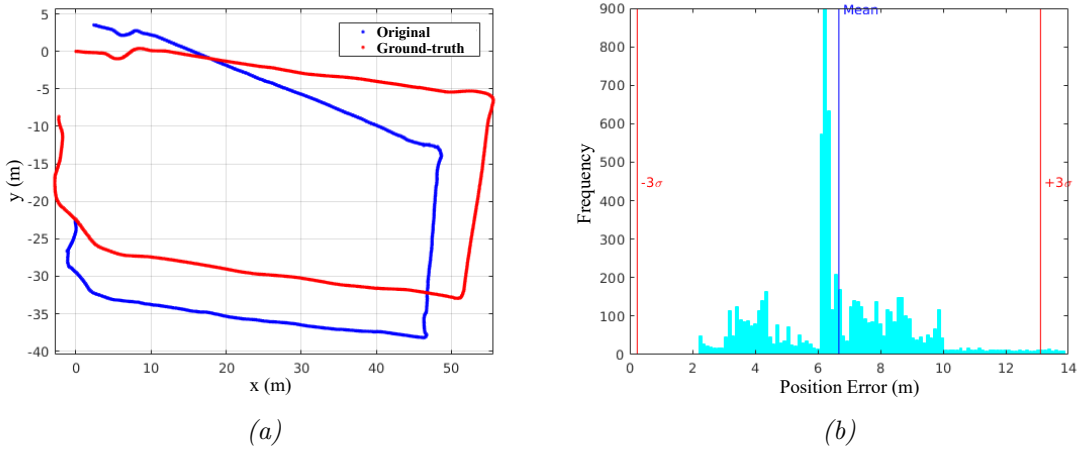 5
0
-5
-10
-15
-20
-25
-30
-35
-40
0 10 20 30 40 50
y (m)
x (m)
Original
Ground-truth
(a)
900
800
700
600
500
400
300
200
100
0
0 2 4 6 8 10 12 14
Frequency
Position Error (m)
Mean
-3σ
+3σ
(b)